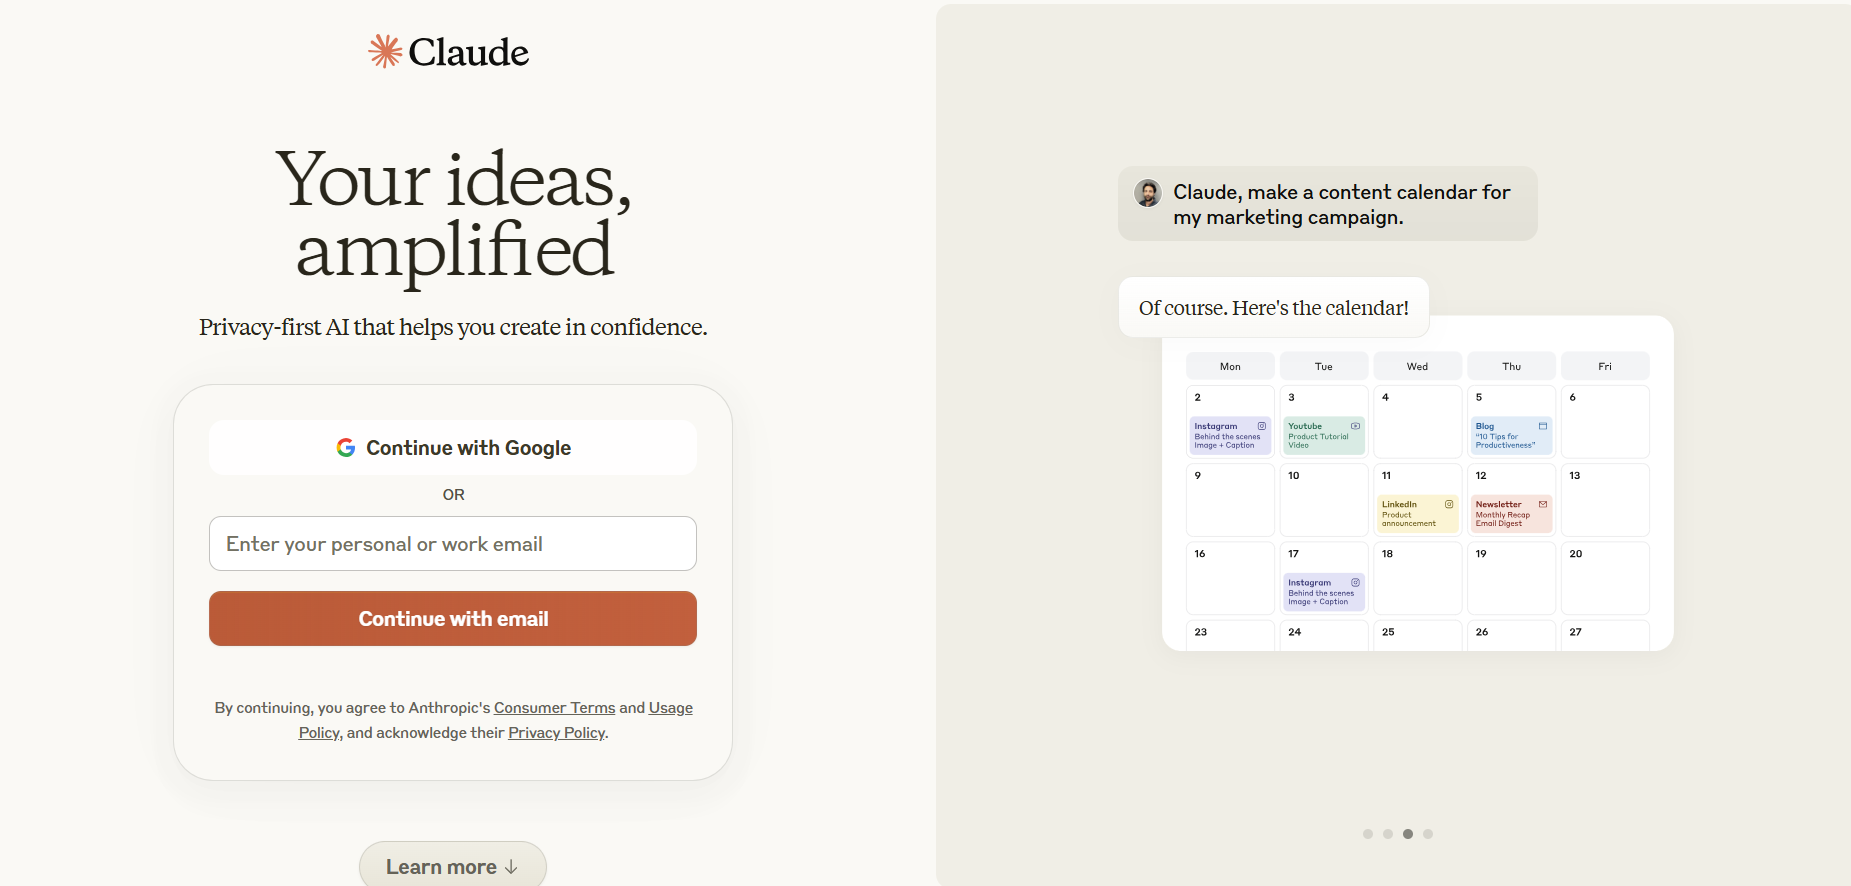 Claude
Your ideas,
amplified
Privacy-first AI that helps you create in confidence.
Continue with Google
OR
Enter your personal or work email
Continue with email
By continuing, you agree to Anthropic's Consumer Terms and Usage
Policy, and acknowledge their Privacy Policy.
Learn more ↓
Claude, make a content calendar for
my marketing campaign.
Of course. Here's the calendar!
Mon Tue Wed Thu Fri
2 3 4 5 6
Instagram
Behind the scenes
Image + Caption
Youtube
Product Tutorial
Video
Blog
“10 Tips for
Productiveness”
9 10 11 12 13
LinkedIn
Product
announcement
Newsletter
Monthly Recap
Email Digest
16 17 18 19 20
Instagram
Behind the scenes
Image + Caption
23 24 25 26 27